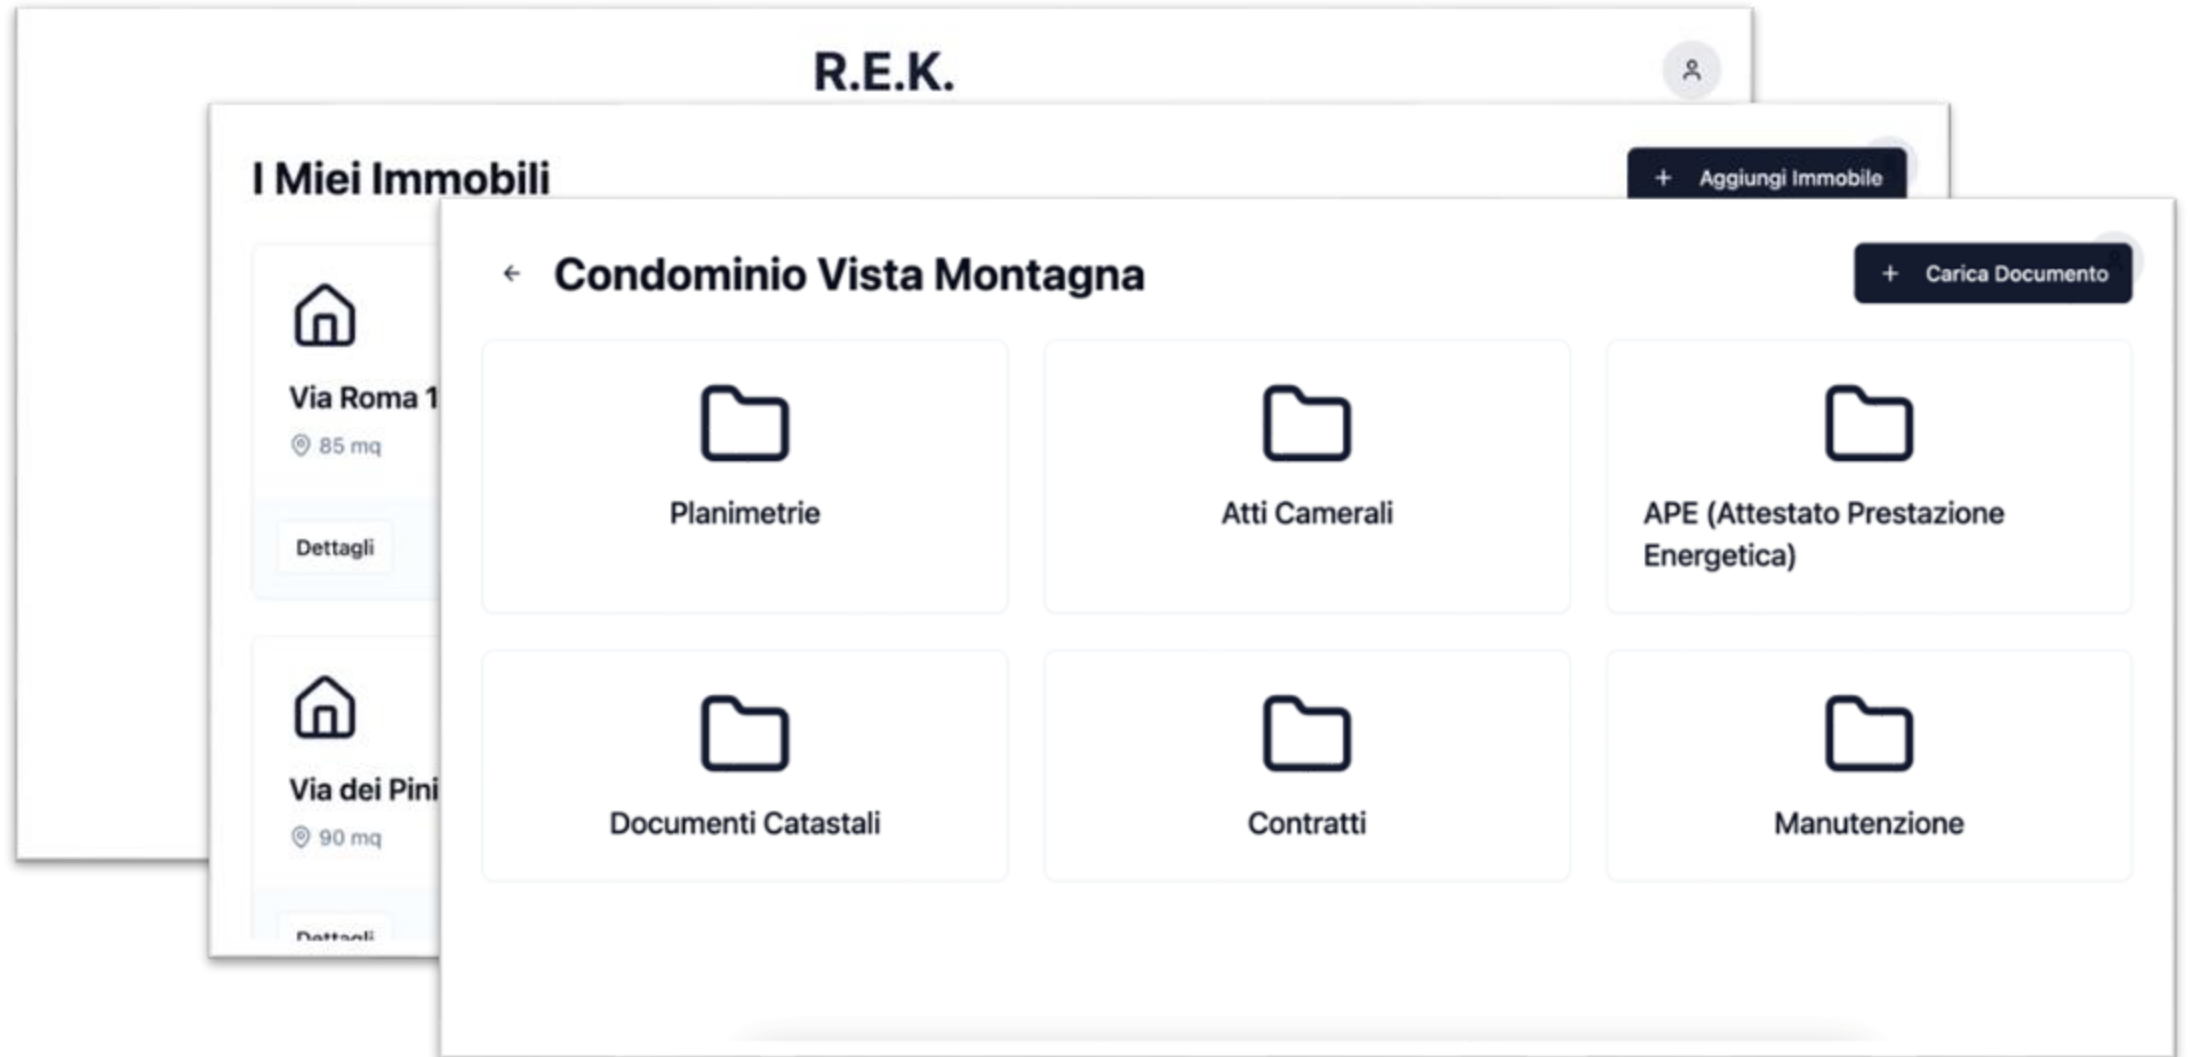 R.E.K.
I Miei Immobili
+ Aggiungi Immobile
Via Roma 1
85 mq
Dettagli
Via dei Pini
90 mq
Dettagli
← Condominio Vista Montagna
+ Carica Documento
Planimetrie
Atti Camerali
APE (Attestato Prestazione
Energetica)
Documenti Catastali
Contratti
Manutenzione